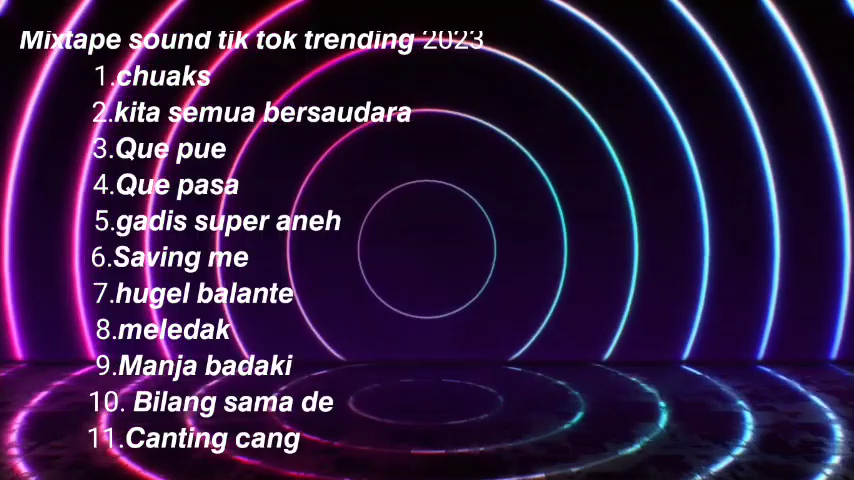 Mixtape sound tik tok trending 2023
1.chuaks
2.kita semua bersaudara
3.Que pue
4.Que pasa
5.gadis super aneh
6.Saving me
7.hugel balante
8.meledak
9.Manja badaki
10. Bilang sama de
11.Canting cang